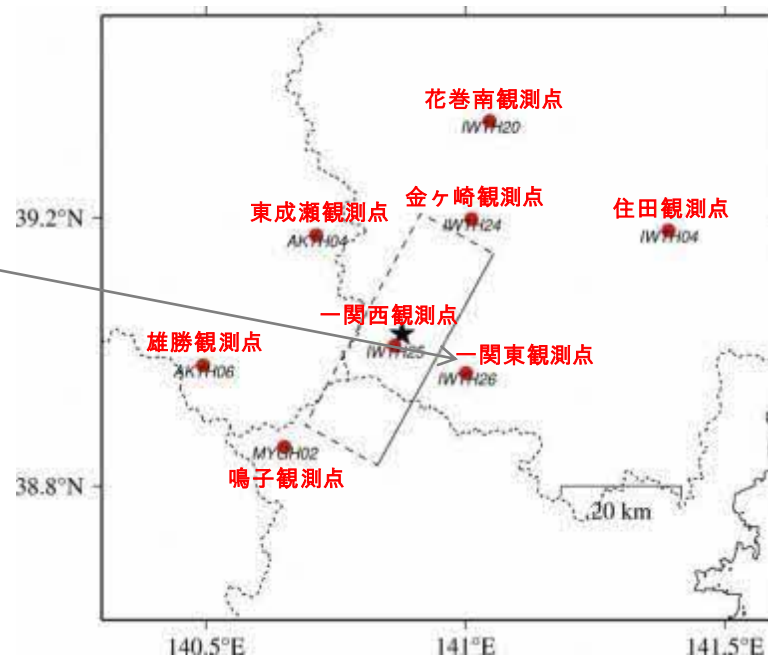 花巻南観測点
IWTH20
金ヶ崎観測点
IWTH24
住田観測点
IWTH04
東成瀬観測点
AKTH04
39.2°N
一関西観測点
IWTH25
一関東観測点
IWTH26
雄勝観測点
AKTH06
MYGH02
鳴子観測点
38.8°N
20 km
140.5°E
141°E
141.5°E